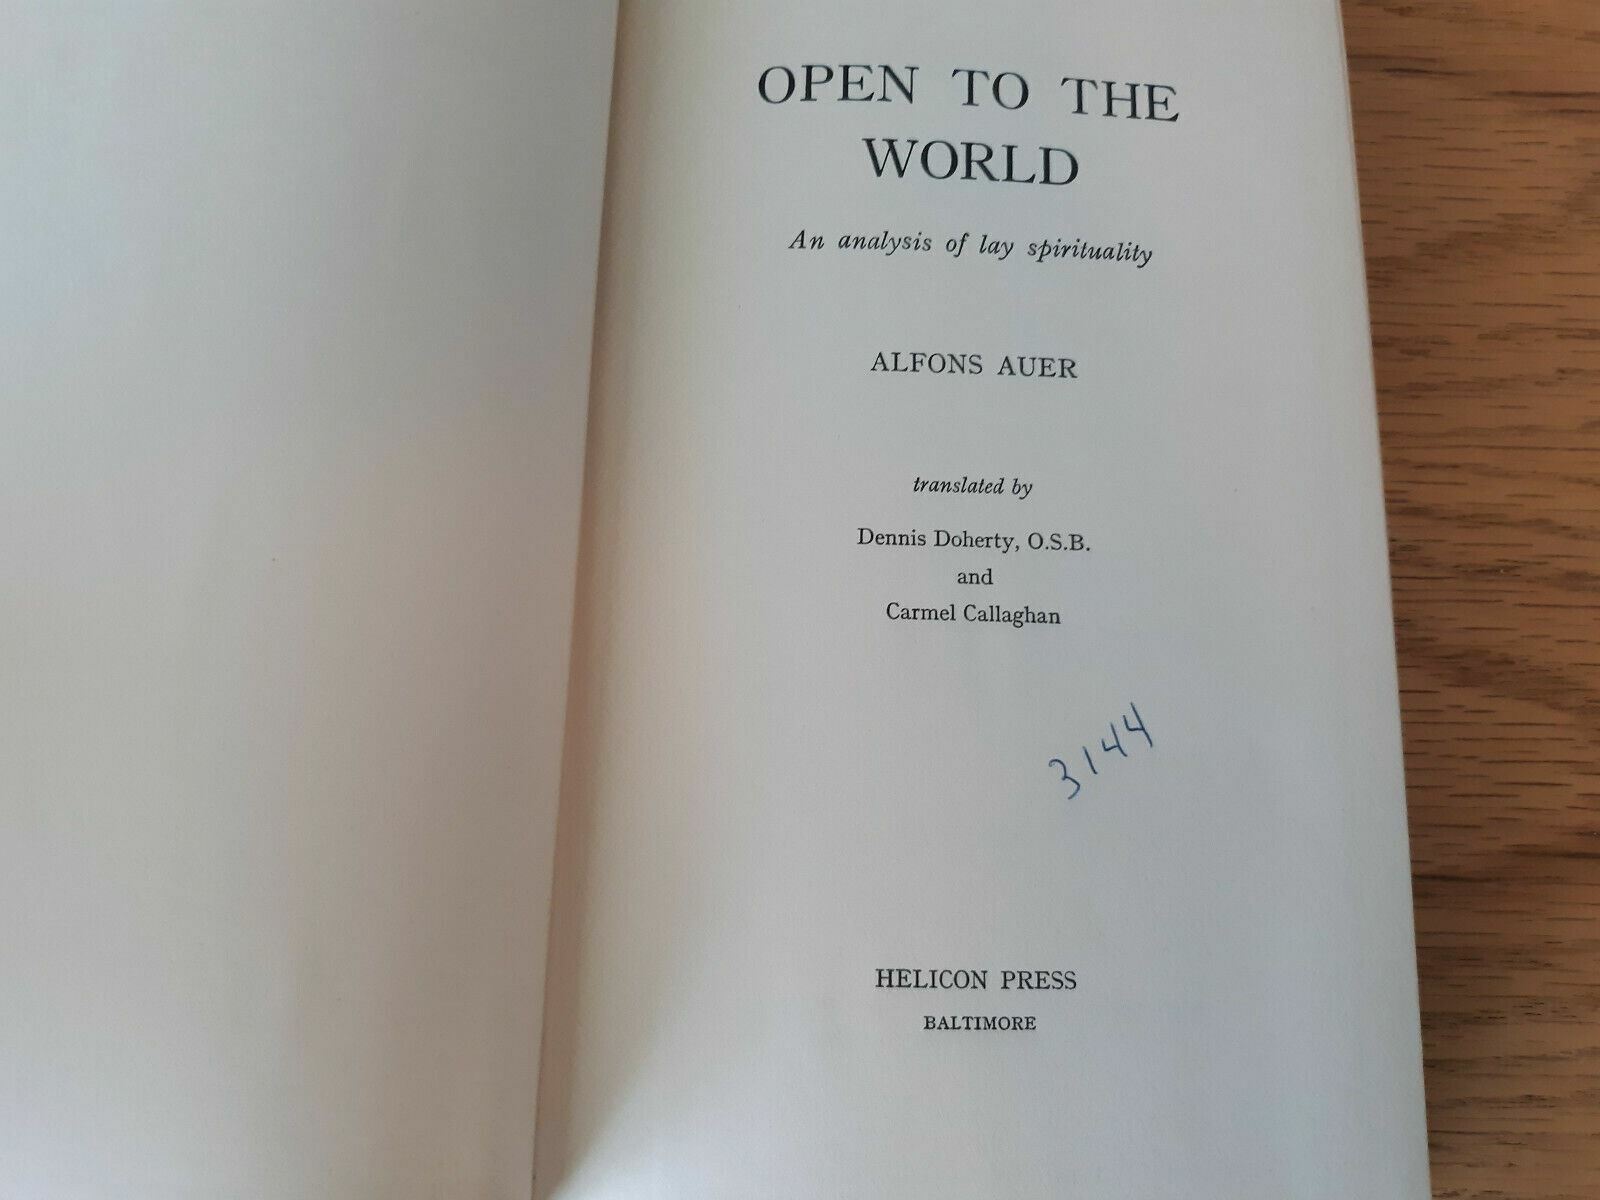 OPEN TO THE
WORLD
An analysis of lay spirituality
ALFONS AUER
translated by
Dennis Doherty, O.S.B.
and
Carmel Callaghan
3144
HELICON PRESS
BALTIMORE